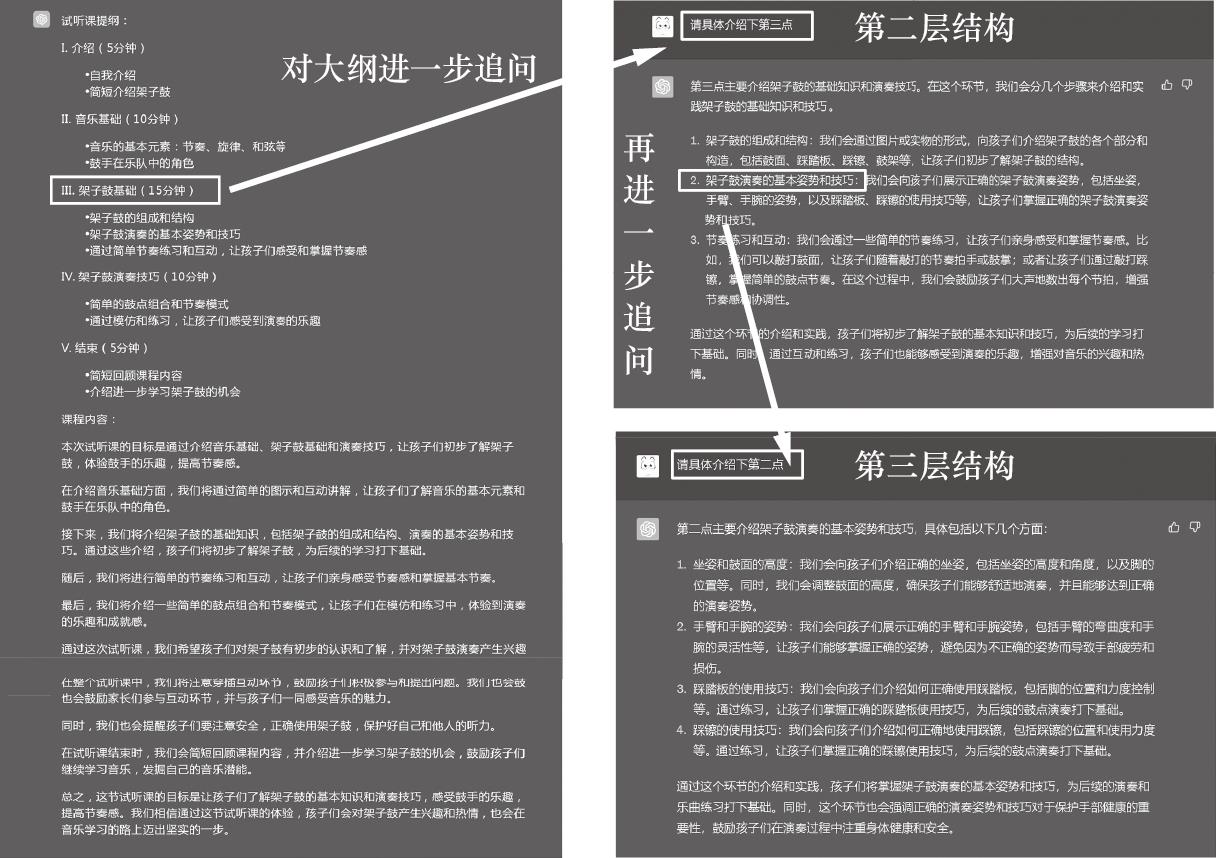 试听课提纲：
I. 介绍（5分钟）
•自我介绍
•简短介绍架子鼓
II. 音乐基础（10分钟）
•音乐的基本元素：节奏、旋律、和弦等
•鼓手在乐队中的角色
III. 架子鼓基础（15分钟）
•架子鼓的组成和结构
•架子鼓演奏的基本姿势和技巧
•通过简单节奏练习和互动，让孩子们感受和掌握节奏感
IV. 架子鼓演奏技巧（10分钟）
•简单的鼓点组合和节奏模式
•通过模仿和练习，让孩子们感受到演奏的乐趣
V. 结束（5分钟）
•简短回顾课程内容
•介绍进一步学习架子鼓的机会
课程内容：
本次试听课的目标是通过介绍音乐基础、架子鼓基础和演奏技巧，让孩子们初步了解架子
鼓，体验鼓手的乐趣，提高节奏感。
在介绍音乐基础方面，我们将通过简单的图示和互动讲解，让孩子们了解音乐的基本元素和
鼓手在乐队中的角色。
接下来，我们将介绍架子鼓的基础知识，包括架子鼓的组成和结构、演奏的基本姿势和技
巧。通过这些介绍，孩子们将初步了解架子鼓，为后续的学习打下基础。
随后，我们将进行简单的节奏练习和互动，让孩子们亲身感受节奏感和掌握基本节奏。
最后，我们将介绍一些简单的鼓点组合和节奏模式，让孩子们在模仿和练习中，体验到演奏
的乐趣和成就感。
通过这次试听课，我们希望孩子们对架子鼓有初步的认识和了解，并对架子鼓演奏产生兴趣
在整个试听课中，我们将注意穿插互动环节，鼓励孩子们积极参与和提出问题。我们也会鼓
也会鼓励家长们参与互动环节，并与孩子们一同感受音乐的魅力。
同时，我们也会提醒孩子们要注意安全，正确使用架子鼓，保护好自己和他人的听力。
在试听课结束时，我们会简短回顾课程内容，并介绍进一步学习架子鼓的机会，鼓励孩子们
继续学习音乐，发掘自己的音乐潜能。
总之，这节试听课的目标是让孩子们了解架子鼓的基本知识和演奏技巧，感受鼓手的乐趣，
提高节奏感。我们相信通过这节试听课的体验，孩子们会对架子鼓产生兴趣和热情，也会在
音乐学习的路上迈出坚实的一步。
对大纲进一步追问
请具体介绍下第三点
第二层结构
第三点主要介绍架子鼓的基础知识和演奏技巧。在这个环节，我们会分几个步骤来介绍和实
践架子鼓的基础知识和技巧。
1. 架子鼓的组成和结构：我们会通过图片或实物的形式，向孩子们介绍架子鼓的各个部分和
构造，包括鼓面、踩踏板、踩镲、鼓架等，让孩子们初步了解架子鼓的结构。
2. 架子鼓演奏的基本姿势和技巧：我们会向孩子们展示正确的架子鼓演奏姿势，包括坐姿，
手臂、手腕的姿势，以及踩踏板、踩镲的使用技巧等，让孩子们掌握正确的架子鼓演奏姿
势和技巧。
3. 节奏练习和互动：我们会通过一些简单的节奏练习，让孩子们亲身感受和掌握节奏感。比
如，我们可以敲打鼓面，让孩子们随着敲打的节奏拍手或鼓掌；或者让孩子们通过敲打踩
镲，掌握简单的鼓点节奏。在这个过程中，我们会鼓励孩子们大声地数出每个节拍，增强
节奏感和协调性。
通过这个环节的介绍和实践，孩子们将初步了解架子鼓的基本知识和技巧，为后续的学习打
下基础。同时，通过互动和练习，孩子们也能够感受到演奏的乐趣，增强对音乐的兴趣和热
情。
再进一步追问
请具体介绍下第二点
第三层结构
第二点主要介绍架子鼓演奏的基本姿势和技巧，具体包括以下几个方面：
1. 坐姿和鼓面的高度：我们会向孩子们介绍正确的坐姿，包括坐姿的高度和角度，以及脚的
位置等。同时，我们会调整鼓面的高度，确保孩子们能够舒适地演奏，并且能够达到正确
的演奏姿势。
2. 手臂和手腕的姿势：我们会向孩子们展示正确的手臂和手腕姿势，包括手臂的弯曲度和手
腕的灵活性等，让孩子们能够掌握正确的姿势，避免因为不正确的姿势而导致手部疲劳和
损伤。
3. 踩踏板的使用技巧：我们会向孩子们介绍如何正确使用踩踏板，包括脚的位置和力度控制
等。通过练习，让孩子们掌握正确的踩踏板使用技巧，为后续的鼓点演奏打下基础。
4. 踩镲的使用技巧：我们会向孩子们介绍如何正确地使用踩镲，包括踩镲的位置和使用力度
等。通过练习，让孩子们掌握正确的踩镲使用技巧，为后续的鼓点演奏打下基础。
通过这个环节的介绍和实践，孩子们将掌握架子鼓演奏的基本姿势和技巧，为后续的演奏和
乐曲练习打下基础。同时，这个环节也会强调正确的演奏姿势和技巧对于保护手部健康的重
要性，鼓励孩子们在演奏过程中注重身体健康和安全。